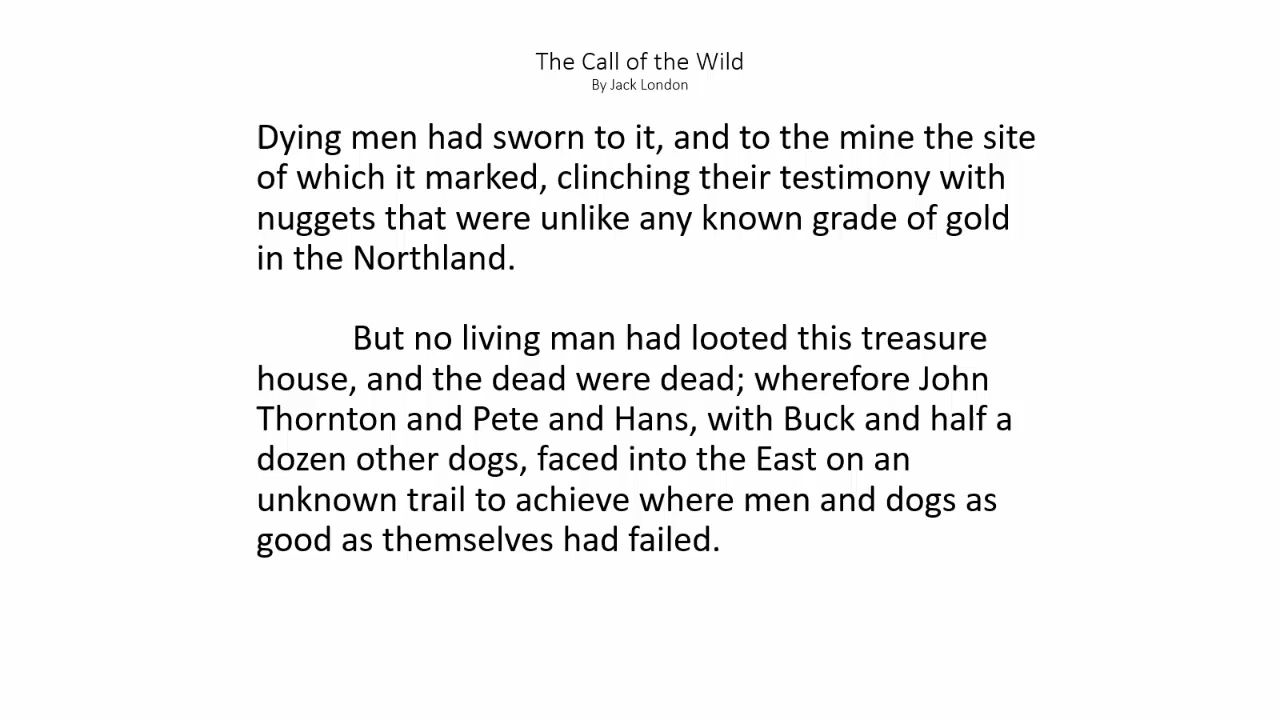 The Call of the Wild
By Jack London
Dying men had sworn to it, and to the mine the site
of which it marked, clinching their testimony with
nuggets that were unlike any known grade of gold
in the Northland.
But no living man had looted this treasure
house, and the dead were dead; wherefore John
Thornton and Pete and Hans, with Buck and half a
dozen other dogs, faced into the East on an
unknown trail to achieve where men and dogs as
good as themselves had failed.